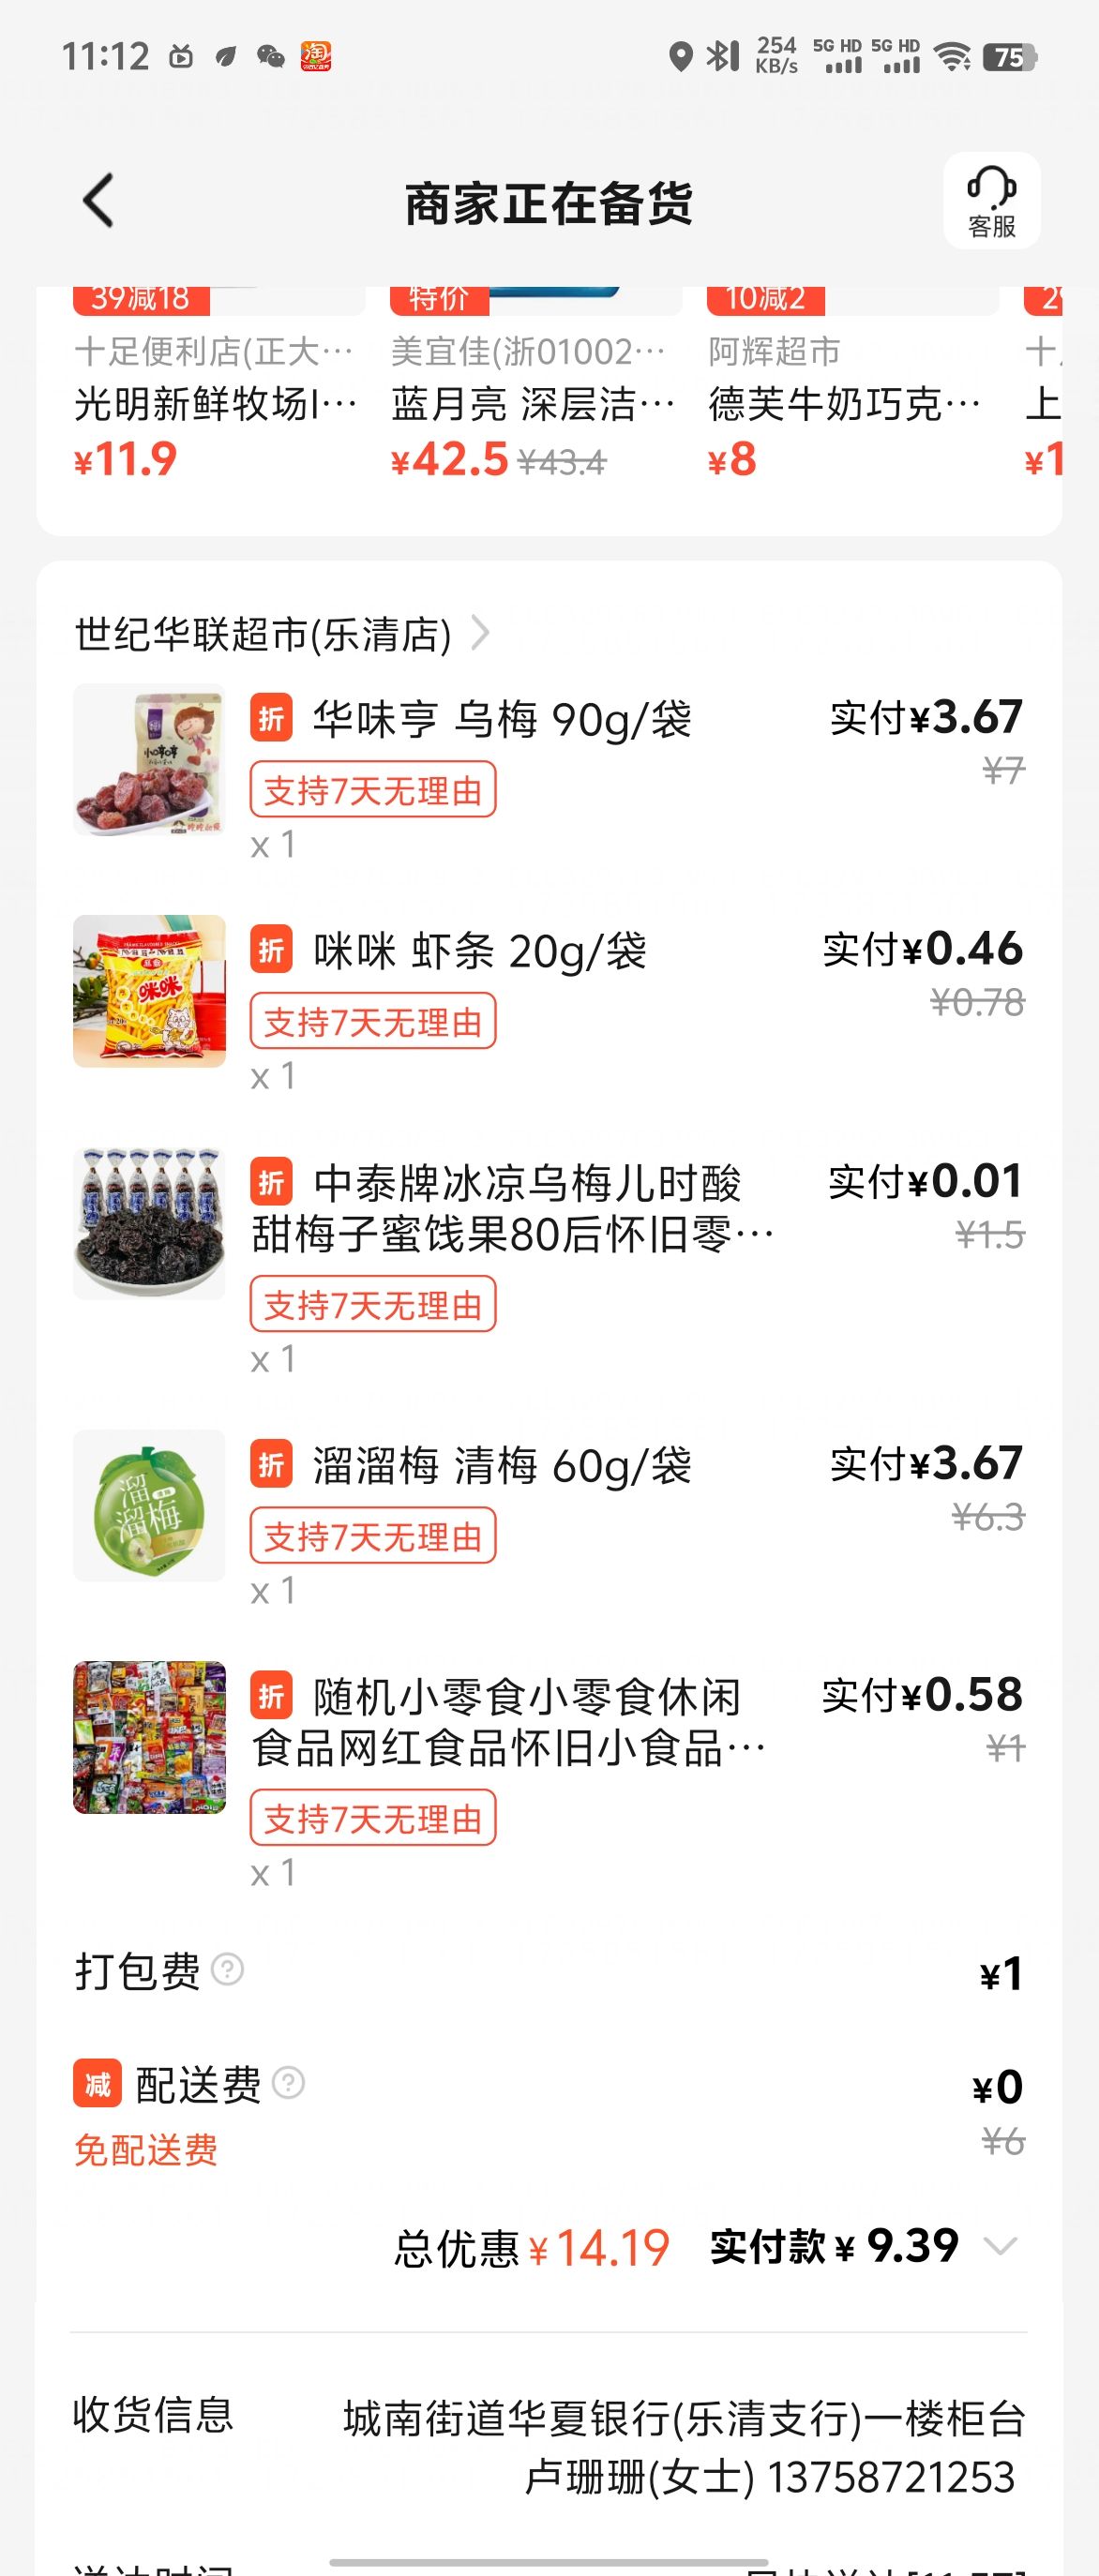 11:12
254 KB/s 5G HD 5G HD 75
商家正在备货
客服
39减18
特价
10减2
十足便利店(正大…
美宜佳(浙01002…
阿辉超市
光明新鲜牧场I…
蓝月亮 深层洁…
德芙牛奶巧克…
上
¥11.9
¥42.5 ¥43.4
¥8
¥1
世纪华联超市(乐清店)
折 华味亨 乌梅 90g/袋
实付¥3.67
¥7
支持7天无理由
x 1
折 咪咪 虾条 20g/袋
实付¥0.46
¥0.78
支持7天无理由
x 1
咪咪
折 中泰牌冰凉乌梅儿时酸
甜梅子蜜饯果80后怀旧零…
实付¥0.01
¥1.5
支持7天无理由
x 1
折 溜溜梅 清梅 60g/袋
实付¥3.67
¥6.3
支持7天无理由
x 1
溜
溜梅
折 随机小零食小零食休闲
食品网红食品怀旧小食品…
实付¥0.58
¥1
支持7天无理由
x 1
打包费 ?
¥1
减 配送费 ?
¥0
免配送费
¥6
总优惠 ¥14.19 实付款 ¥ 9.39
收货信息
城南街道华夏银行(乐清支行)一楼柜台
卢珊珊(女士) 13758721253